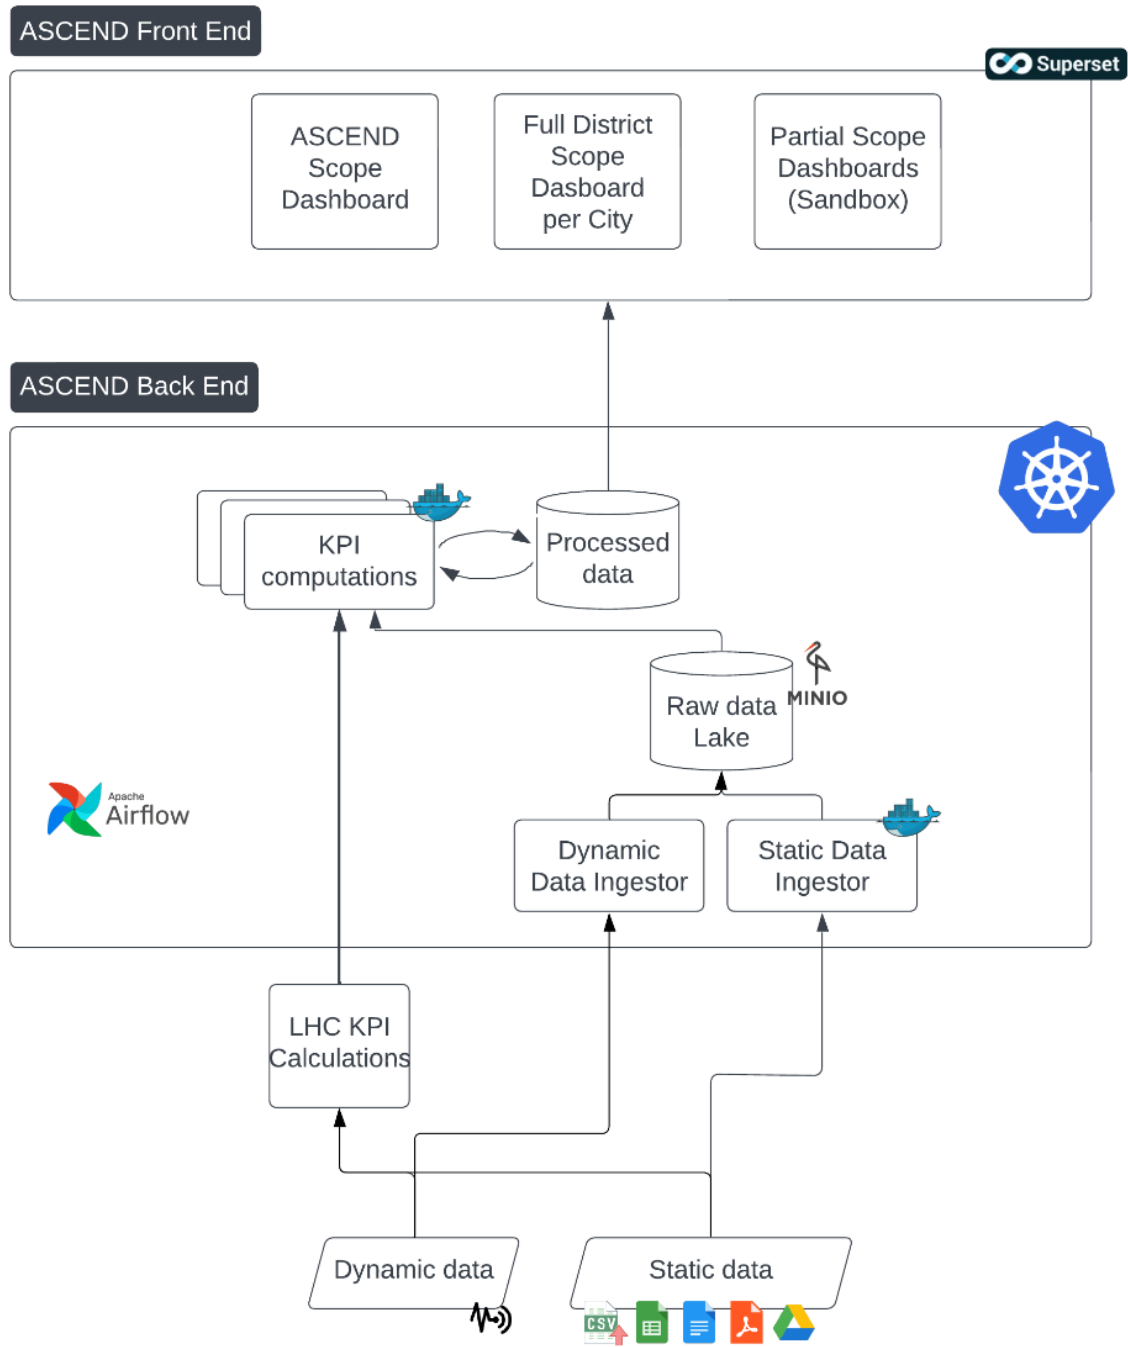 ASCEND Front End
Superset
ASCEND
Scope
Dashboard
Full District
Scope
Dasboard
per City
Partial Scope
Dashboards
(Sandbox)
ASCEND Back End
KPI
computations
Processed
data
Raw data
Lake
MINIO
Apache
Airflow
Dynamic
Data Ingestor
Static Data
Ingestor
LHC KPI
Calculations
Dynamic data
Static data
CSV